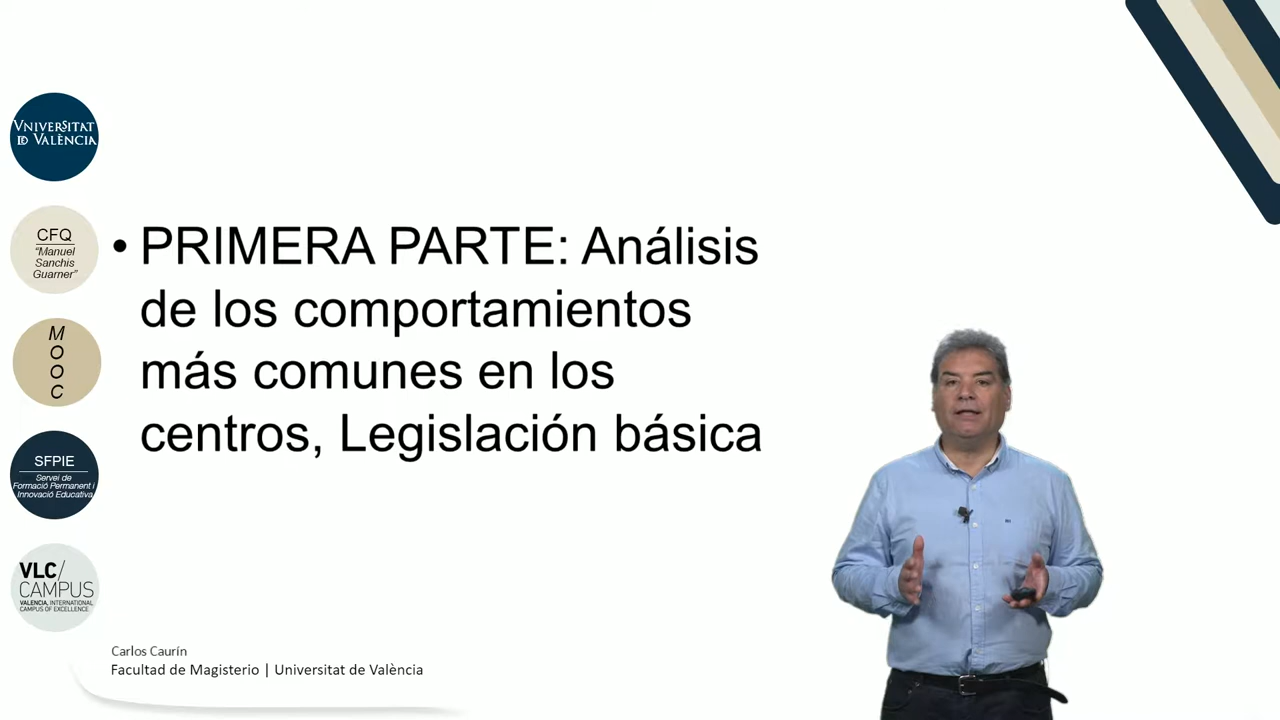 VNIVERSITAT
ID VALÈNCIA
CFQ
"Manuel
Sanchis
Guarner"
M
O
O
C
SFPIE
Servei de
Formació Permanent i
Innovació Educativa
VLC/
CAMPUS
VALENCIA, INTERNATIONAL
CAMPUS OF EXCELLENCE
• PRIMERA PARTE: Análisis
de los comportamientos
más comunes en los
centros, Legislación básica
Carlos Caurín
Facultad de Magisterio | Universitat de València